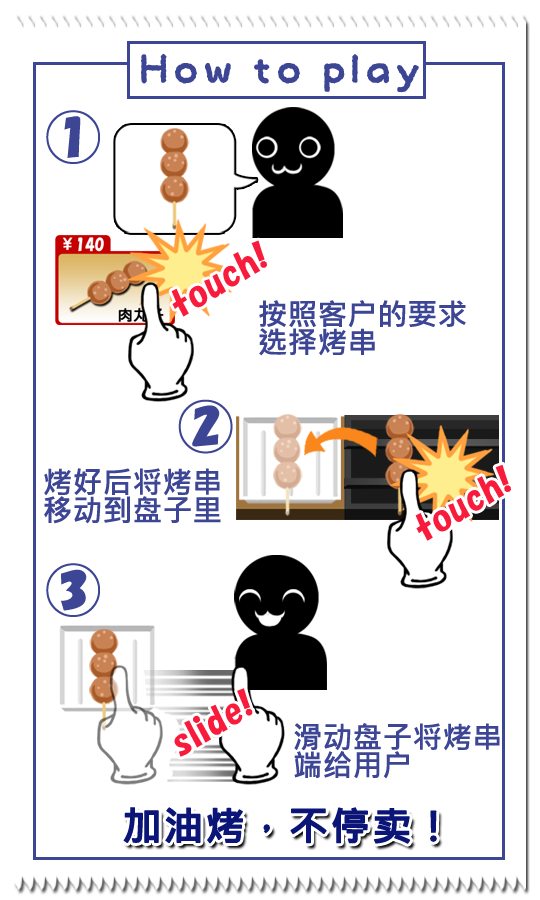 How to play
1
¥140
touch!
按照客户的要求
选择烤串
2
烤好后将烤串
移动到盘子里
touch!
3
slide!
滑动盘子将烤串
端给用户
加油烤，不停卖！